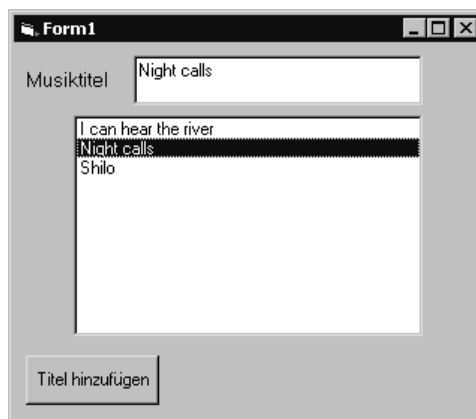 Form1
Musiktitel
Night calls
I can hear the river
Night calls
Shilo
Titel hinzufügen